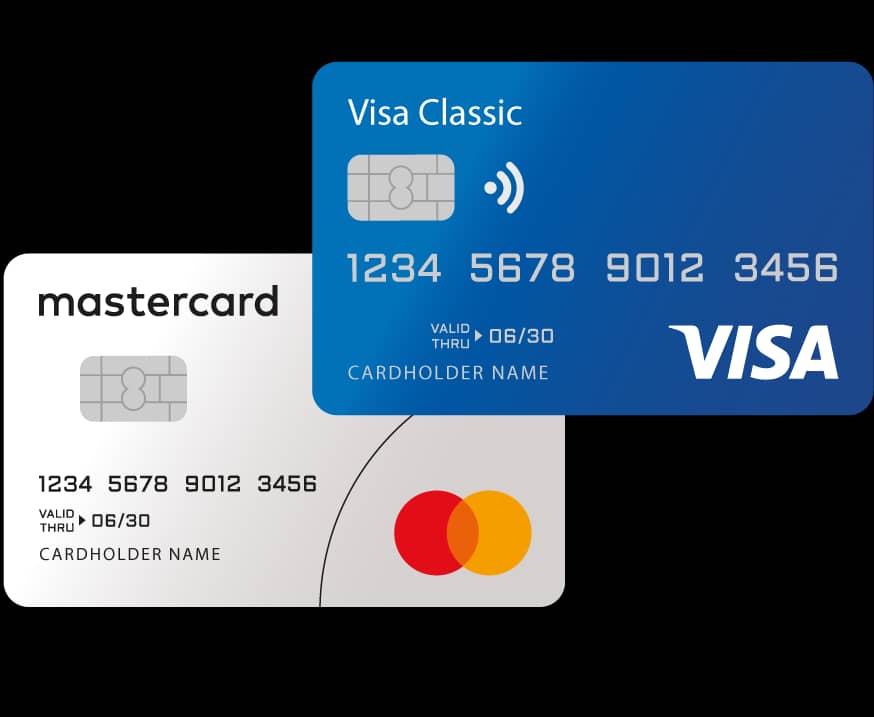 Visa Classic
1234 5678 9012 3456
VALID
THRU 06/30
CARDHOLDER NAME
VISA
mastercard
1234 5678 9012 3456
VALID
THRU 06/30
CARDHOLDER NAME